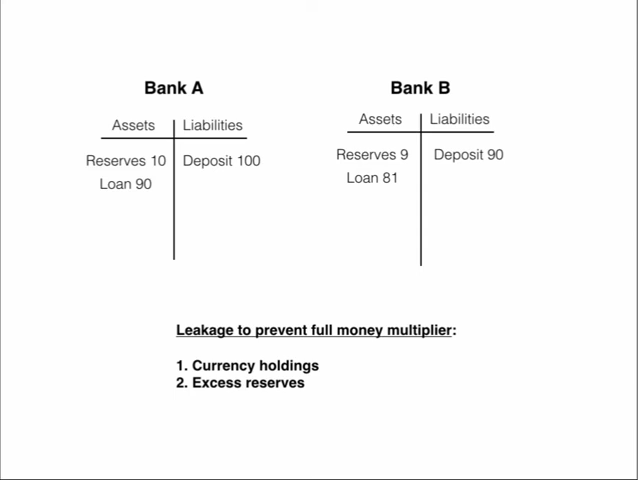 Bank A
Assets Liabilities
Reserves 10 Deposit 100
Loan 90
Bank B
Assets Liabilities
Reserves 9 Deposit 90
Loan 81
Leakage to prevent full money multiplier:
1. Currency holdings
2. Excess reserves